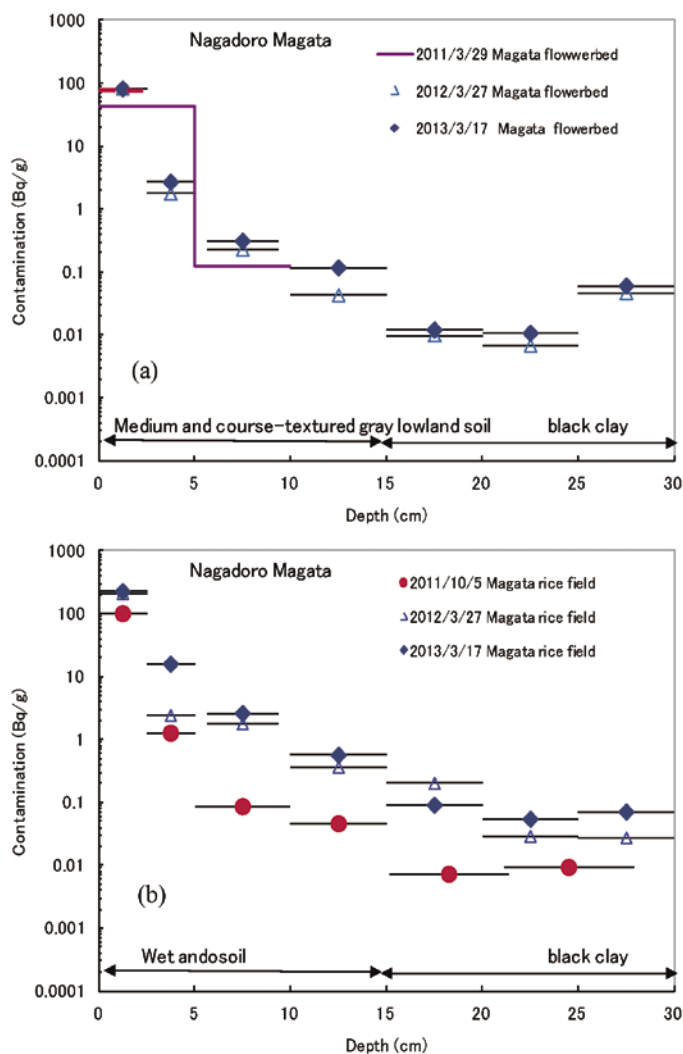 Nagadoro Magata
2011/3/29 Magata flowwerbed
2012/3/27 Magata flowerbed
2013/3/17 Magata flowerbed
1000
100
10
1
0.1
0.01
0.001
0.0001
Contamination (Bq/g)
(a)
Medium and course-textured gray lowland soil
black clay
0 5 10 15 20 25 30
Depth (cm)
Nagadoro Magata
2011/10/5 Magata rice field
2012/3/27 Magata rice field
2013/3/17 Magata rice field
1000
100
10
1
0.1
0.01
0.001
0.0001
Contamination (Bq/g)
(b)
Wet andosoil
black clay
0 5 10 15 20 25 30
Depth (cm)